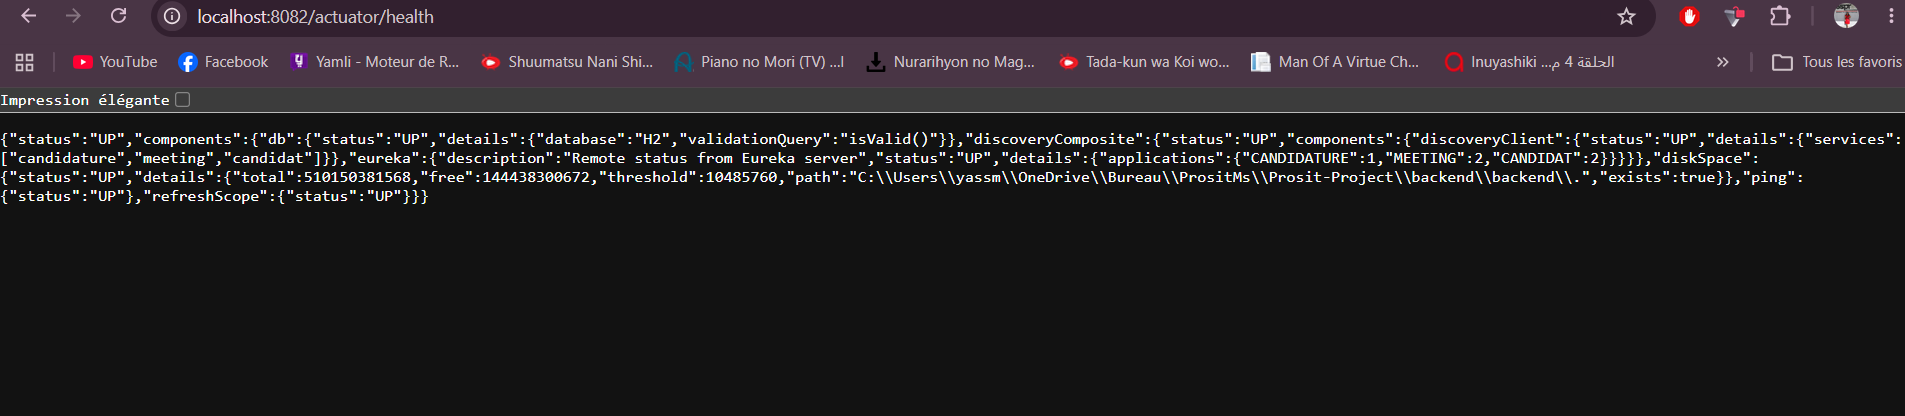 localhost:8082/actuator/health
YouTube Facebook Yamli - Moteur de R... Shuumatsu Nani Shi... Piano no Mori (TV) ...l Nurarihyon no Mag... Tada-kun wa Koi wo... Man Of A Virtue Ch... Inuyashiki الحلقة 4 م... » Tous les favoris
Impression élégante
{"status":"UP","components":{"db":{"status":"UP","details":{"database":"H2","validationQuery":"isValid()"}},"discoveryComposite":{"status":"UP","components":{"discoveryClient":{"status":"UP","details":{"services":
["candidature","meeting","candidat"]}},"eureka":{"description":"Remote status from Eureka server","status":"UP","details":{"applications":{"CANDIDATURE":1,"MEETING":2,"CANDIDAT":2}}}}},"diskSpace":
{"status":"UP","details":{"total":510150381568,"free":144438300672,"threshold":10485760,"path":"C:\\Users\\yassm\\OneDrive\\Bureau\\PrositMs\\Prosit-Project\\backend\\backend\\.","exists":true}},"ping":
{"status":"UP"},"refreshScope":{"status":"UP"}}}